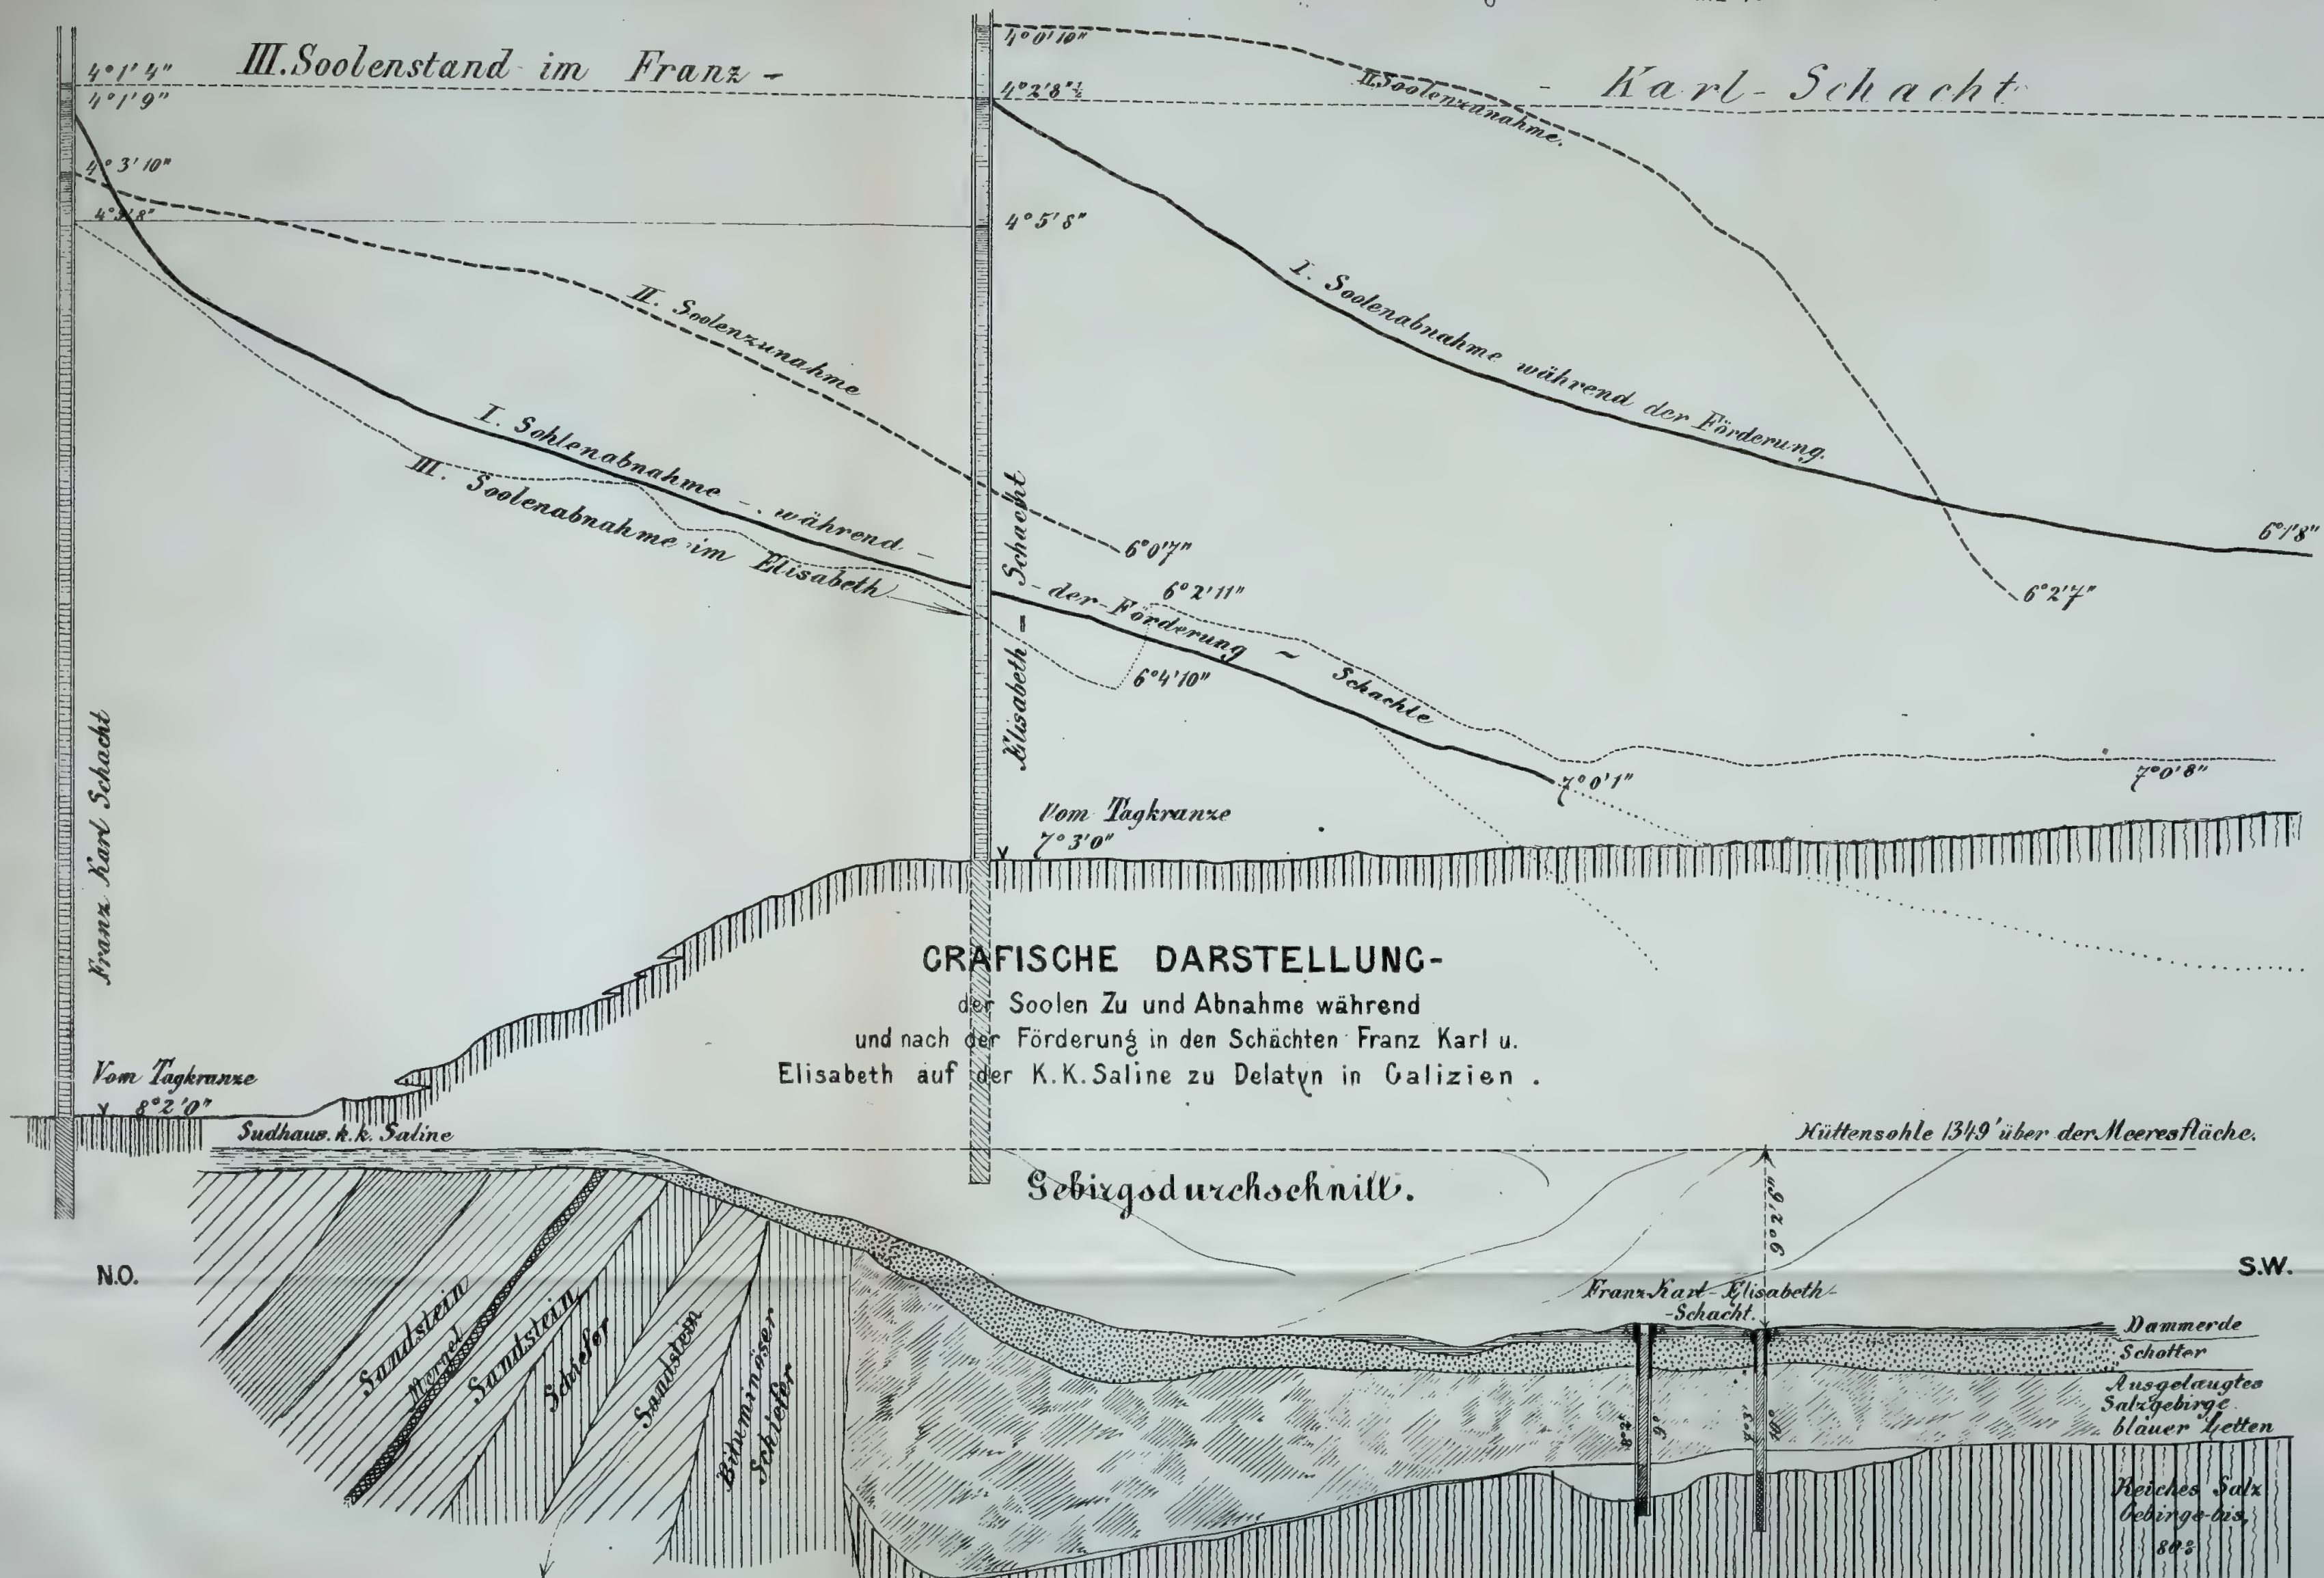 III. Soolenstand im Franz - - Karl - Schacht
4° 1' 4"
4° 1' 9"
4° 3' 10"
4° 0' 10"
4° 2' 8" ½
4° 5' 8"
II. Soolenzunahme.
II. Soolenzunahme
I. Soolenabnahme während der Förderung.
6° 1' 8"
6° 2' 7"
I. Sohlenabnahme - während - der Förderung
III. Soolenabnahme im Elisabeth ~ Schachte
6° 0' 7"
6° 2' 11"
6° 4' 10"
7° 0' 1"
7° 0' 8"
Franz Karl Schacht
Elisabeth = Schacht
Vom Tagkranze
7° 3' 0"
Vom Tagkranze
8° 2' 0"
GRAFISCHE DARSTELLUNG-
der Soolen Zu und Abnahme während
und nach der Förderung in den Schächten Franz Karl u.
Elisabeth auf der K.K. Saline zu Delatyn in Galizien .
Sudhaus. k. k. Saline
Hüttensohle 1349' über der Meeresfläche.
Gebirgsdurchschnitt.
N.O.
S.W.
Sandstein
Mergel
Sandstein
Schiefer
Sandstein
Bituminöser
Schiefer
Franz-Karl-Elisabeth-
-Schacht.
Dammerde
Schotter
Ausgelaugtes
Salzgebirge
blauer Letten
Reiches Salz
Gebirge bis,
80°